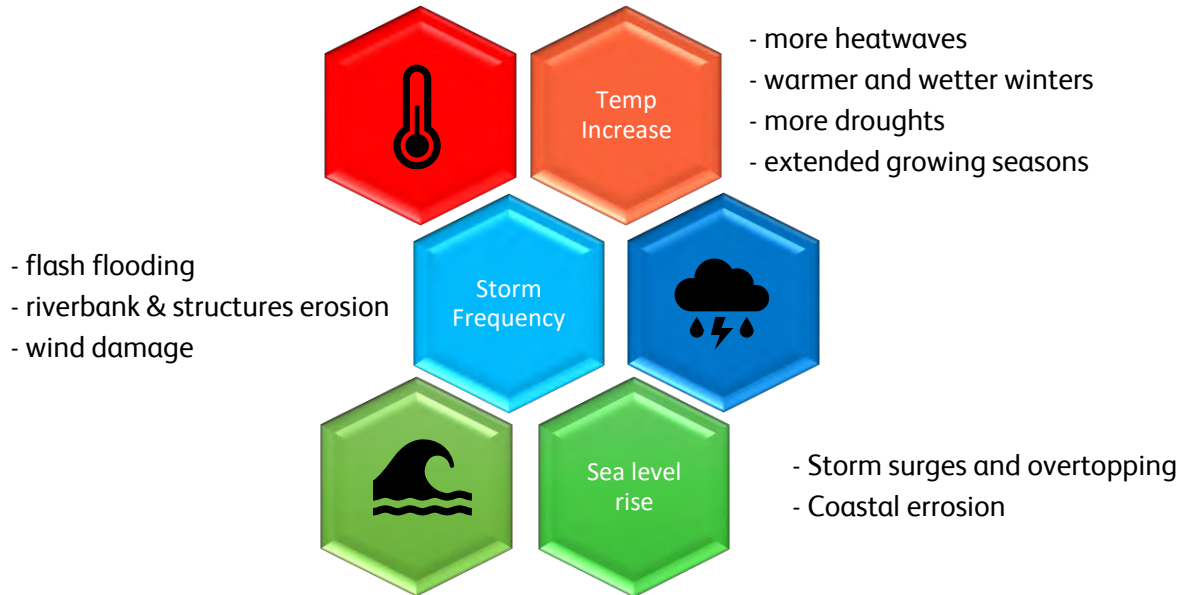 Temp
Increase
- more heatwaves
- warmer and wetter winters
- more droughts
- extended growing seasons
- flash flooding
- riverbank & structures erosion
- wind damage
Storm
Frequency
Sea level
rise
- Storm surges and overtopping
- Coastal errosion